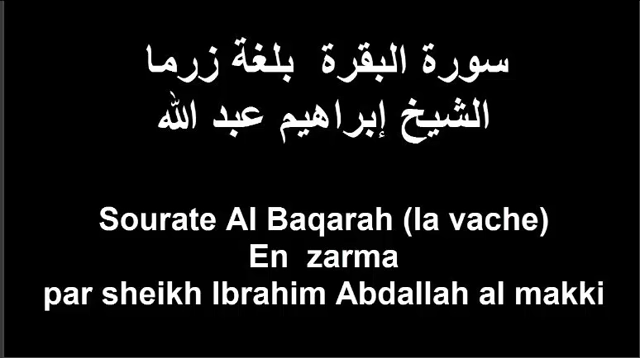 سورة البقرة بلغة زرما
الشيخ إبراهيم عبد الله
Sourate Al Baqarah (la vache)
En zarma
par sheikh Ibrahim Abdallah al makki